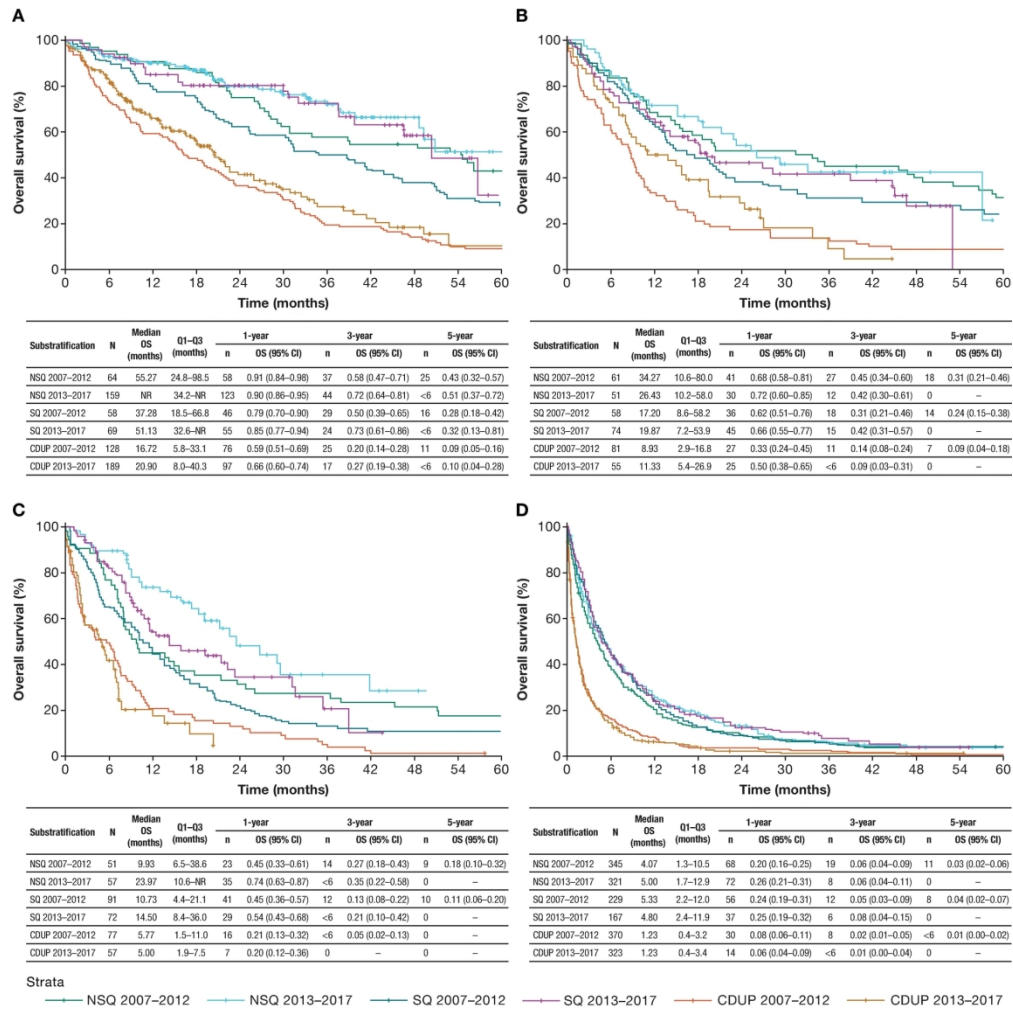 A
Overall survival (%)
100
80
60
40
20
0
0 6 12 18 24 30 36 42 48 54 60
Time (months)
Substratification N Median OS (months) Q1–Q3 (months) 1-year 3-year 5-year
n OS (95% CI) n OS (95% CI) n OS (95% CI)
NSQ 2007–2012 64 55.27 24.8–98.5 58 0.91 (0.84–0.98) 37 0.58 (0.47–0.71) 25 0.43 (0.32–0.57)
NSQ 2013–2017 159 NR 34.2–NR 123 0.90 (0.86–0.95) 44 0.72 (0.64–0.81) <6 0.51 (0.37–0.72)
SQ 2007–2012 58 37.28 18.5–66.8 46 0.79 (0.70–0.90) 29 0.50 (0.39–0.65) 16 0.28 (0.18–0.42)
SQ 2013–2017 69 51.13 32.6–NR 55 0.85 (0.77–0.94) 24 0.73 (0.61–0.86) <6 0.32 (0.13–0.81)
CDUP 2007–2012 128 16.72 5.8–33.1 76 0.59 (0.51–0.69) 25 0.20 (0.14–0.28) 11 0.09 (0.05–0.16)
CDUP 2013–2017 189 20.90 8.0–40.3 97 0.66 (0.60–0.74) 17 0.27 (0.19–0.38) <6 0.10 (0.04–0.28)
B
Overall survival (%)
100
80
60
40
20
0
0 6 12 18 24 30 36 42 48 54 60
Time (months)
Substratification N Median OS (months) Q1–Q3 (months) 1-year 3-year 5-year
n OS (95% CI) n OS (95% CI) n OS (95% CI)
NSQ 2007–2012 61 34.27 10.6–80.0 41 0.68 (0.58–0.81) 27 0.45 (0.34–0.60) 18 0.31 (0.21–0.46)
NSQ 2013–2017 51 26.43 10.2–58.0 30 0.72 (0.60–0.85) 12 0.42 (0.30–0.61) 0 –
SQ 2007–2012 58 17.20 8.6–58.2 36 0.62 (0.51–0.76) 18 0.31 (0.21–0.46) 14 0.24 (0.15–0.38)
SQ 2013–2017 74 19.87 7.2–53.9 45 0.66 (0.55–0.77) 15 0.42 (0.31–0.57) 0 –
CDUP 2007–2012 81 8.93 2.9–16.8 27 0.33 (0.24–0.45) 11 0.14 (0.08–0.24) 7 0.09 (0.04–0.18)
CDUP 2013–2017 55 11.33 5.4–26.9 25 0.50 (0.38–0.65) <6 0.09 (0.03–0.31) 0 –
C
Overall survival (%)
100
80
60
40
20
0
0 6 12 18 24 30 36 42 48 54 60
Time (months)
Substratification N Median OS (months) Q1–Q3 (months) 1-year 3-year 5-year
n OS (95% CI) n OS (95% CI) n OS (95% CI)
NSQ 2007–2012 51 9.93 6.5–38.6 23 0.45 (0.33–0.61) 14 0.27 (0.18–0.43) 9 0.18 (0.10–0.32)
NSQ 2013–2017 57 23.97 10.6–NR 35 0.74 (0.63–0.87) <6 0.35 (0.22–0.58) 0 –
SQ 2007–2012 91 10.73 4.4–21.1 41 0.45 (0.36–0.57) 12 0.13 (0.08–0.22) 10 0.11 (0.06–0.20)
SQ 2013–2017 72 14.50 8.4–36.0 29 0.54 (0.43–0.68) <6 0.21 (0.10–0.42) 0 –
CDUP 2007–2012 77 5.77 1.5–11.0 16 0.21 (0.13–0.32) <6 0.05 (0.02–0.13) 0 –
CDUP 2013–2017 57 5.00 1.9–7.5 7 0.20 (0.12–0.36) 0 – 0 –
D
Overall survival (%)
100
80
60
40
20
0
0 6 12 18 24 30 36 42 48 54 60
Time (months)
Substratification N Median OS (months) Q1–Q3 (months) 1-year 3-year 5-year
n OS (95% CI) n OS (95% CI) n OS (95% CI)
NSQ 2007–2012 345 4.07 1.3–10.5 68 0.20 (0.16–0.25) 19 0.06 (0.04–0.09) 11 0.03 (0.02–0.06)
NSQ 2013–2017 321 5.00 1.7–12.9 72 0.26 (0.21–0.31) 8 0.06 (0.04–0.11) 0 –
SQ 2007–2012 229 5.33 2.2–12.0 56 0.24 (0.19–0.31) 12 0.05 (0.03–0.09) 8 0.04 (0.02–0.07)
SQ 2013–2017 167 4.80 2.4–11.9 37 0.25 (0.19–0.32) 6 0.08 (0.04–0.15) 0 –
CDUP 2007–2012 370 1.23 0.4–3.2 30 0.08 (0.06–0.11) 8 0.02 (0.01–0.05) <6 0.01 (0.00–0.02)
CDUP 2013–2017 323 1.23 0.4–3.4 14 0.06 (0.04–0.09) <6 0.01 (0.00–0.04) 0 –
Strata
NSQ 2007–2012 NSQ 2013–2017 SQ 2007–2012 SQ 2013–2017 CDUP 2007–2012 CDUP 2013–2017